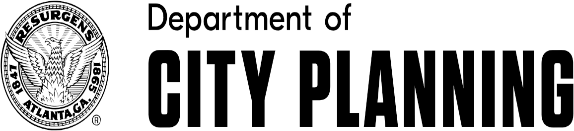 RESURGENS
1847 1865
ATLANTA, GA.
®
Department of
CITY PLANNING